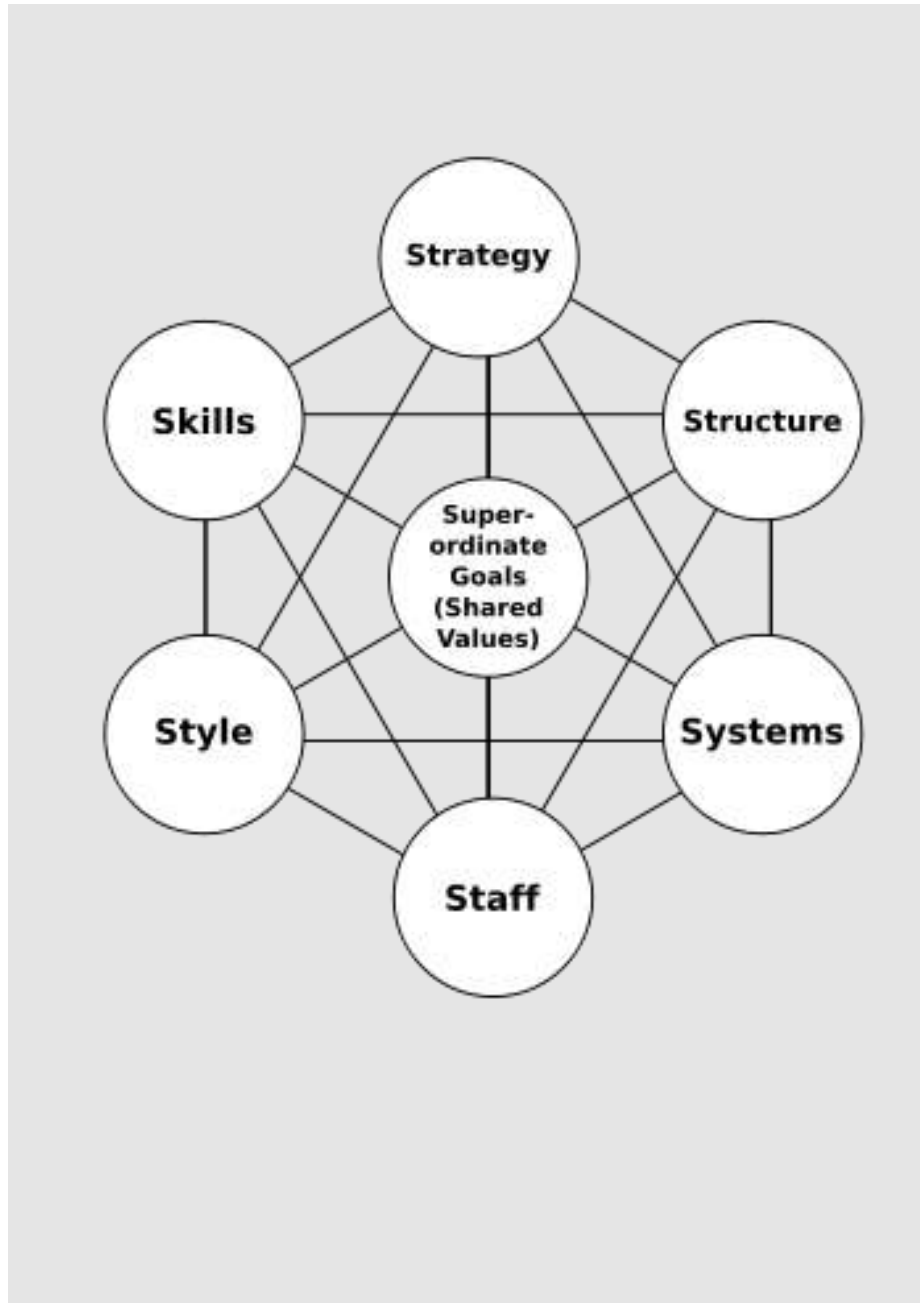 Strategy
Skills
Structure
Super-
ordinate
Goals
(Shared
Values)
Style
Systems
Staff